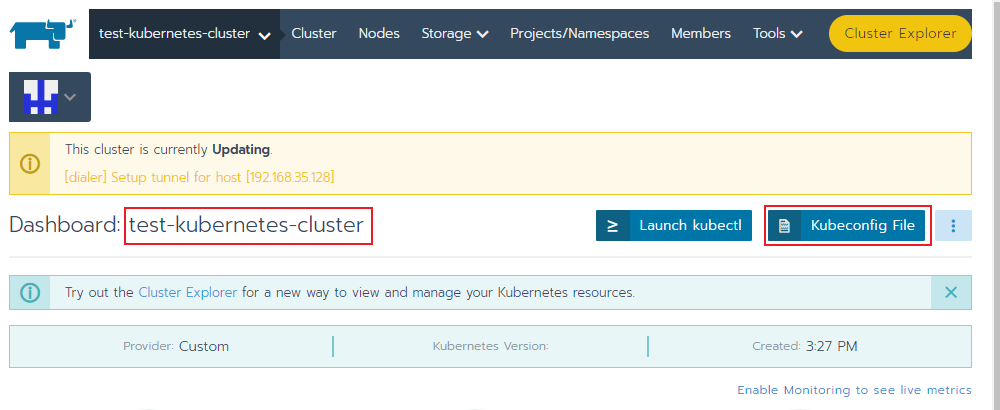 test-kubernetes-cluster Cluster Nodes Storage Projects/Namespaces Members Tools Cluster Explorer
This cluster is currently Updating.
[dialer] Setup tunnel for host [192.168.35.128]
Dashboard: test-kubernetes-cluster Launch kubectl Kubeconfig File
Try out the Cluster Explorer for a new way to view and manage your Kubernetes resources.
Provider: Custom Kubernetes Version: Created: 3:27 PM
Enable Monitoring to see live metrics